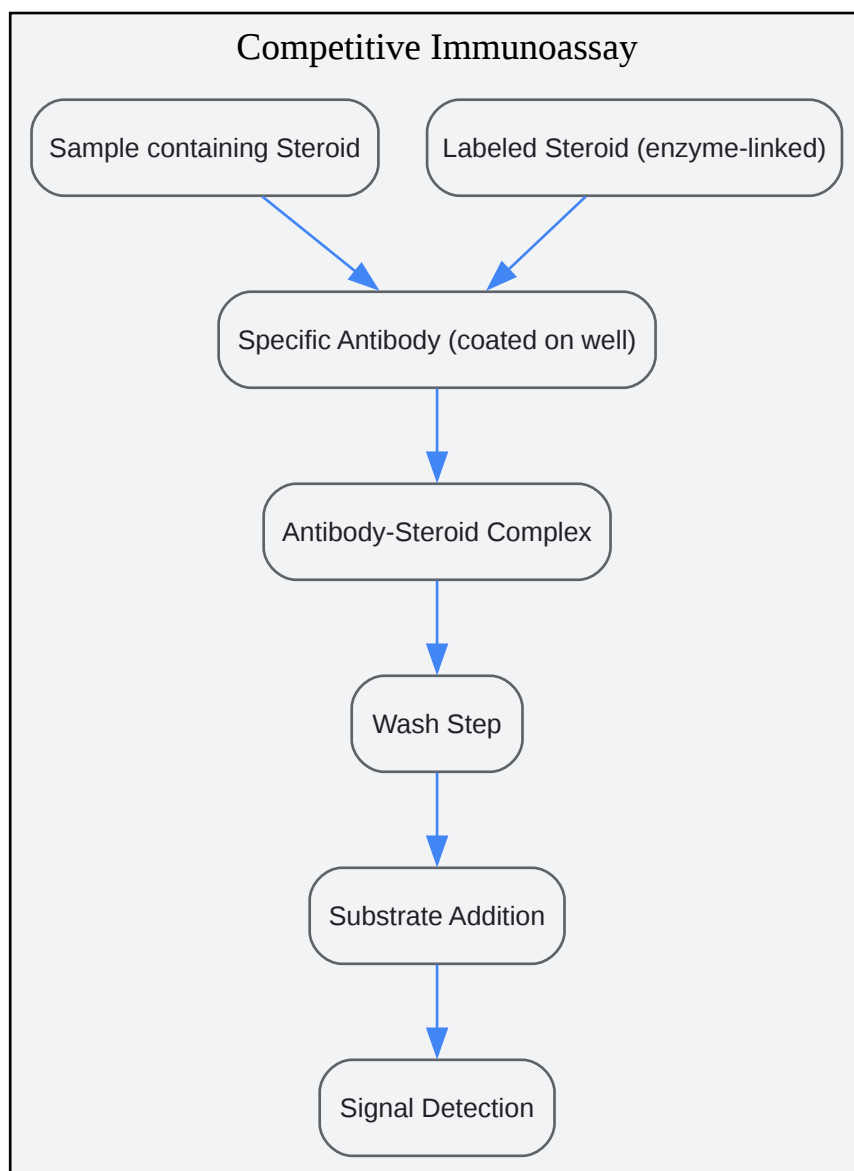 Competitive Immunoassay
Sample containing Steroid
Labeled Steroid (enzyme-linked)
Specific Antibody (coated on well)
Antibody-Steroid Complex
Wash Step
Substrate Addition
Signal Detection